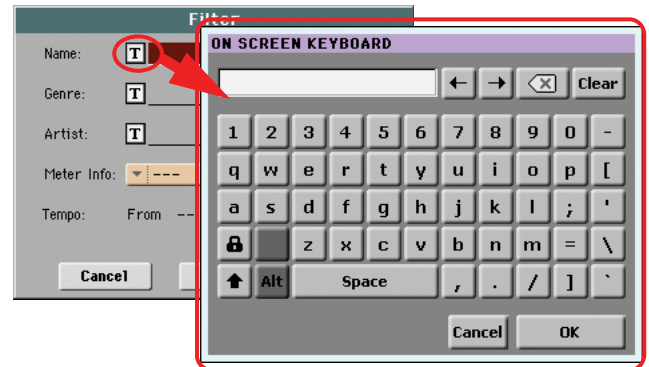 Filter
Name: T
Genre: T
Artist: T
Meter Info: ---
Tempo: From --
Cancel
ON SCREEN KEYBOARD
← → ⌫ Clear
1 2 3 4 5 6 7 8 9 0 -
q w e r t y u i o p [
a s d f g h j k l ; '
z x c v b n m = \
Alt Space , . / ] `
Cancel OK